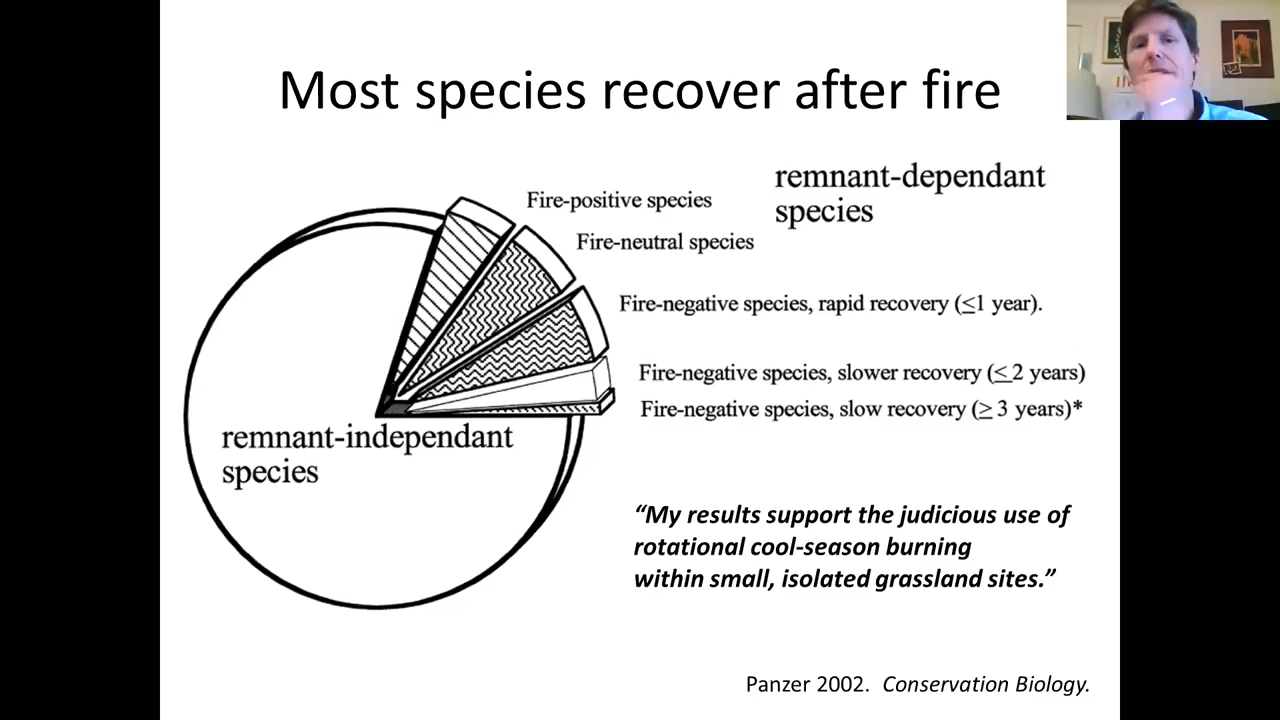 Most species recover after fire
remnant-dependant
species
Fire-positive species
Fire-neutral species
Fire-negative species, rapid recovery (≤1 year).
Fire-negative species, slower recovery (≤ 2 years)
Fire-negative species, slow recovery (≥ 3 years)*
remnant-independant
species
“My results support the judicious use of
rotational cool-season burning
within small, isolated grassland sites.”
Panzer 2002. Conservation Biology.